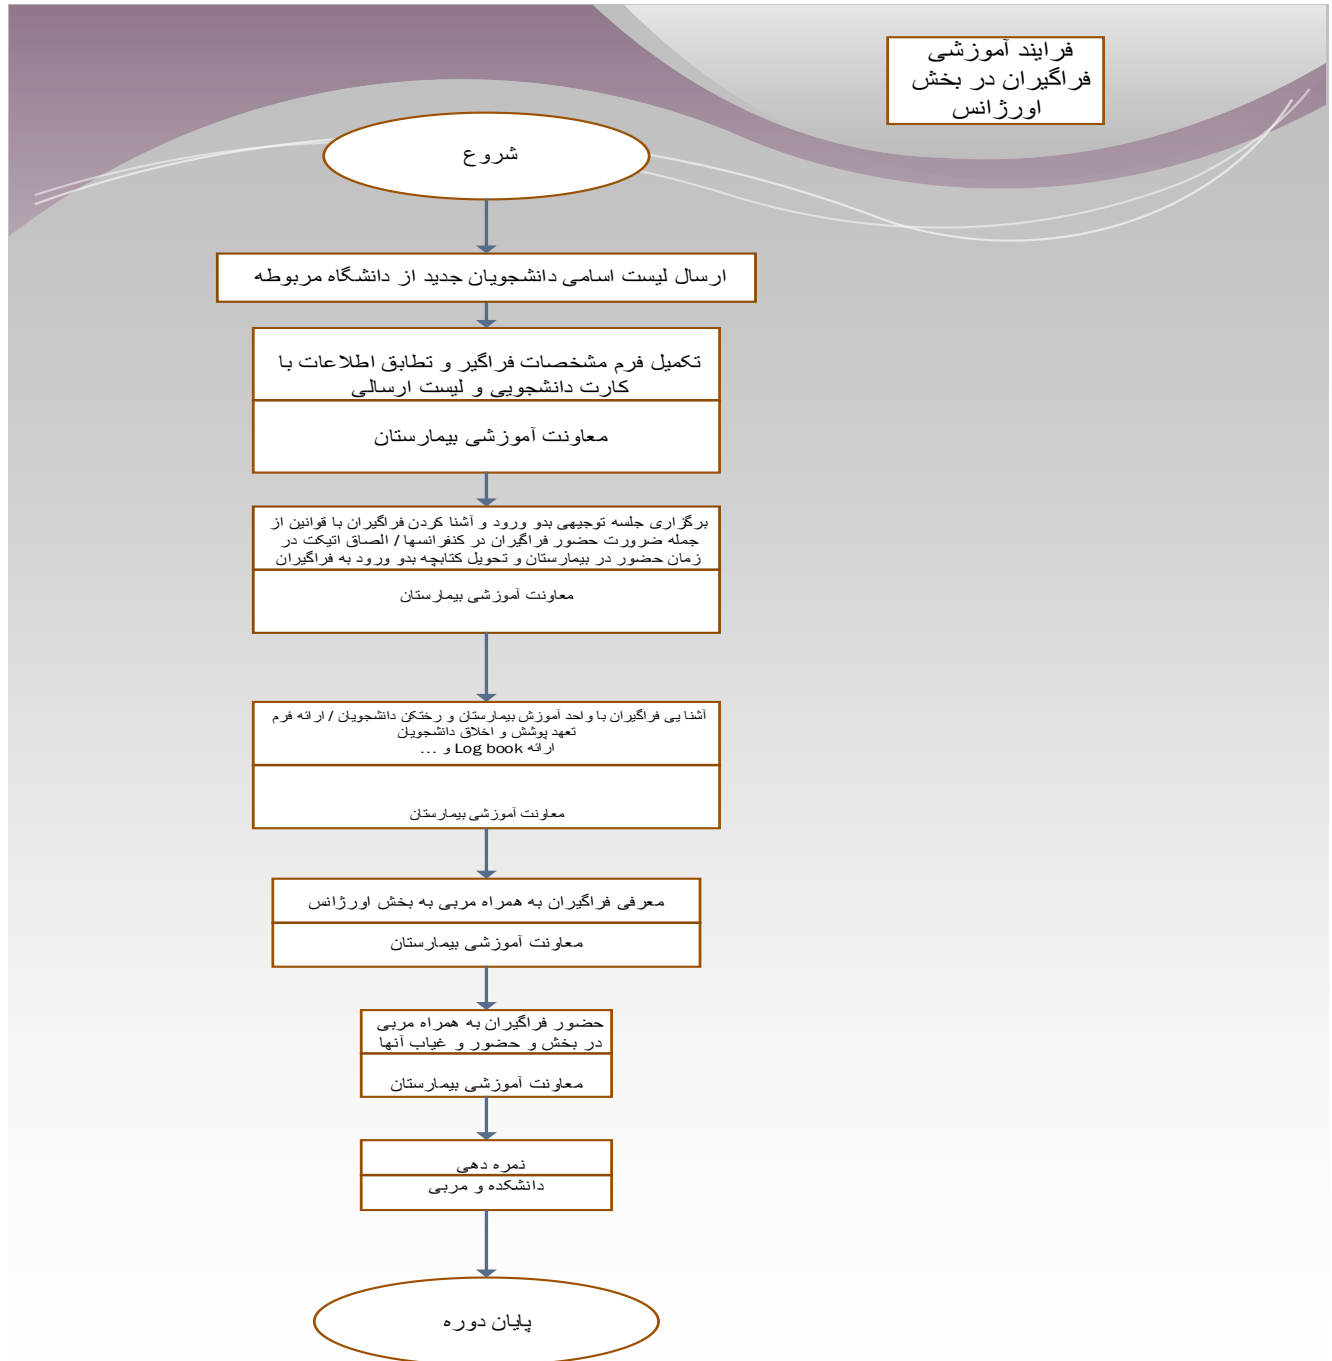 فرایند آموزشی
فراگیران در بخش
اورژانس
شروع
ارسال لیست اسامی دانشجویان جدید از دانشگاه مربوطه
تکمیل فرم مشخصات فراگیر و تطابق اطلاعات با
کارت دانشجویی و لیست ارسالی
معاونت آموزشی بیمارستان
برگزاری جلسه توجیهی بدو ورود و آشنا کردن فراگیران با قوانین از
جمله ضرورت حضور فراگیران در کنفرانسها / الصاق اتیکت در
زمان حضور در بیمارستان و تحویل کتابچه بدو ورود به فراگیران
معاونت آموزشی بیمارستان
آشنایی فراگیران با واحد آموزش بیمارستان و رختکن دانشجویان / ارائه فرم
تعهد پوشش و اخلاق دانشجویان
ارائه Log book و ...
معاونت آموزشی بیمارستان
معرفی فراگیران به همراه مربی به بخش اورژانس
معاونت آموزشی بیمارستان
حضور فراگیران به همراه مربی
در بخش و حضور و غیاب آنها
معاونت آموزشی بیمارستان
نمره دهی
دانشکده و مربی
پایان دوره